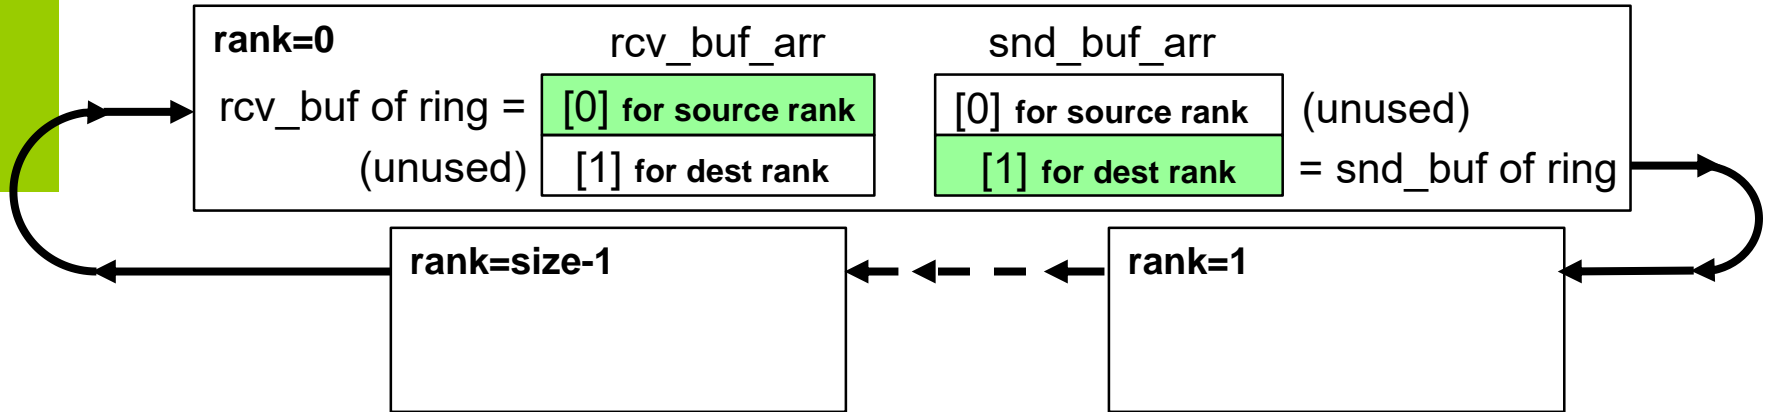 rank=0 rcv_buf_arr snd_buf_arr
rcv_buf of ring = [0] for source rank [0] for source rank (unused)
(unused) [1] for dest rank [1] for dest rank = snd_buf of ring
rank=size-1 rank=1